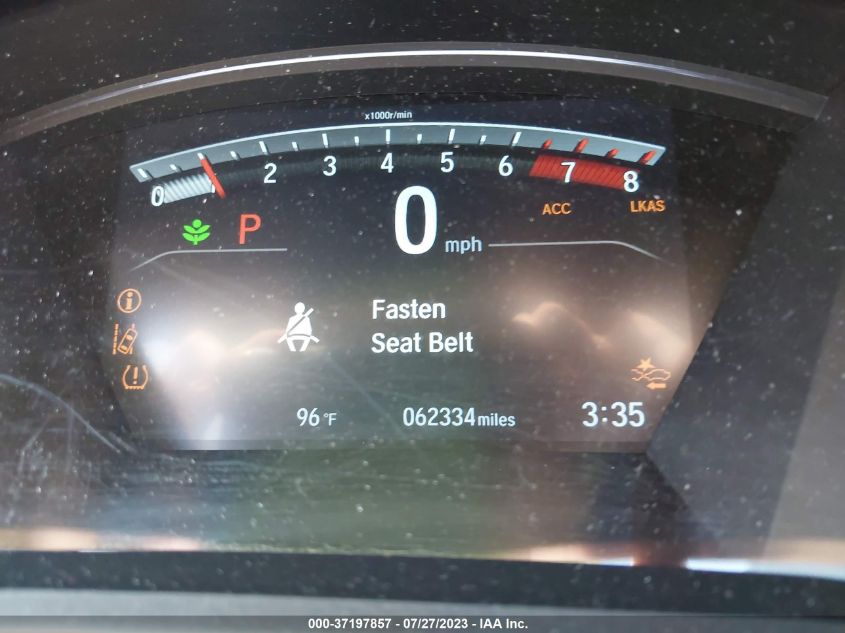 x1000r/min
0 2 3 4 5 6 7 8
P 0 mph ACC LKAS
Fasten
Seat Belt
96°F 062334 miles 3:35
000-37197857 - 07/27/2023 - IAA Inc.